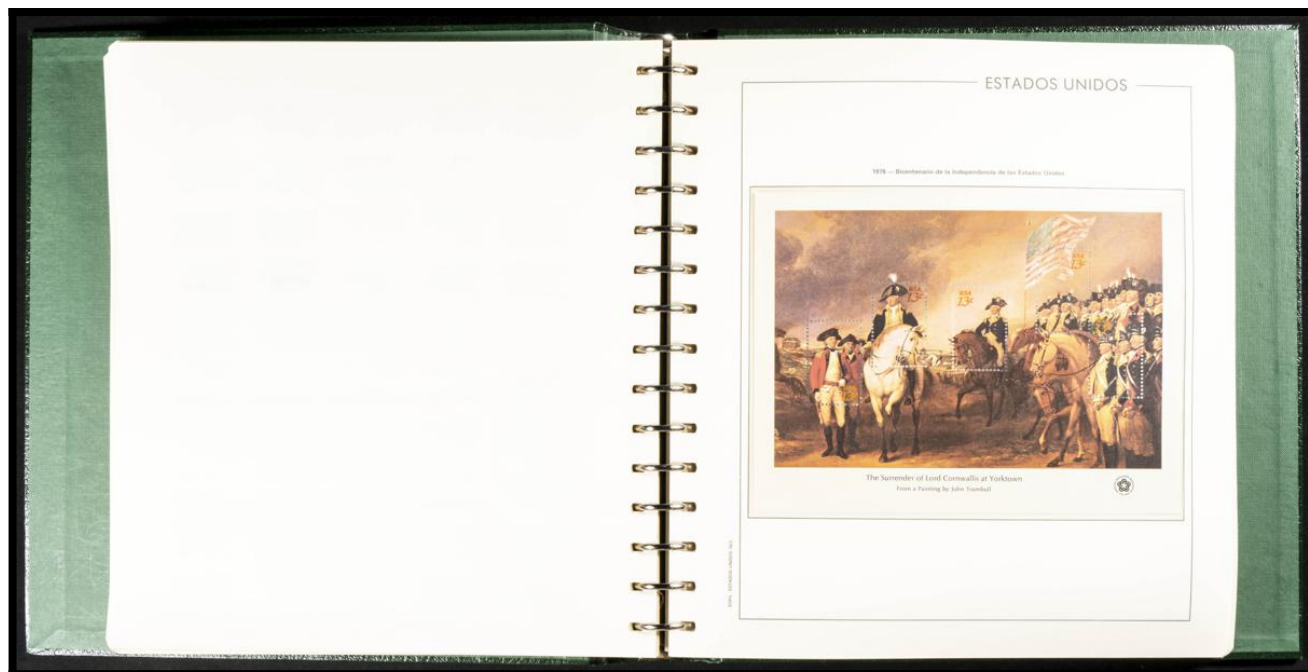 ESTADOS UNIDOS
1976 — Bicentenario de la Independencia de los Estados Unidos
USA
13c
USA
13c
USA
13c
The Surrender of Lord Cornwallis at Yorktown
From a Painting by John Trumbull